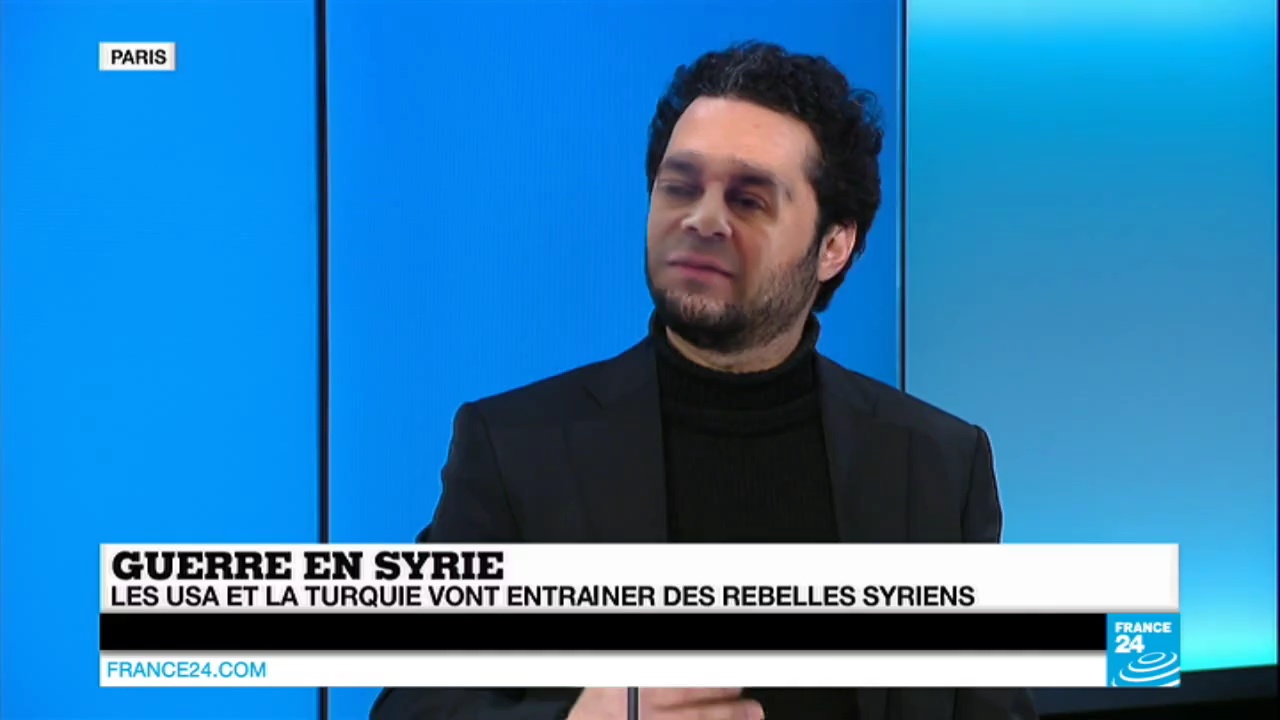 PARIS
GUERRE EN SYRIE
LES USA ET LA TURQUIE VONT ENTRAINER DES REBELLES SYRIENS
FRANCE
24
FRANCE24.COM